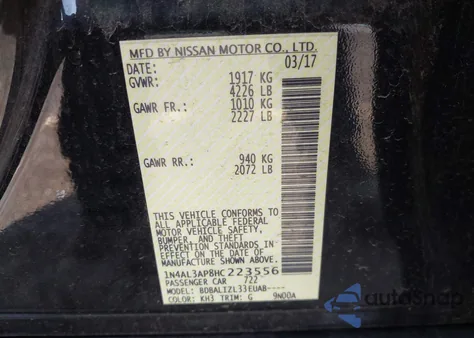 MFD BY NISSAN MOTOR CO., LTD.
DATE: 03/17
GVWR: 1917 KG
4226 LB
GAWR FR: 1010 KG
2227 LB
GAWR RR: 940 KG
2072 LB
THIS VEHICLE CONFORMS TO
ALL APPLICABLE FEDERAL
MOTOR VEHICLE SAFETY,
BUMPER, AND THEFT
PREVENTION STANDARDS IN
EFFECT ON THE DATE OF
MANUFACTURE SHOWN ABOVE.
1N4AL3AP8HC223556
PASSENGER CAR 722
MODEL: BDBALIZL33EUAB----
COLOR: KH3 TRIM: G 9N00A
autosnap